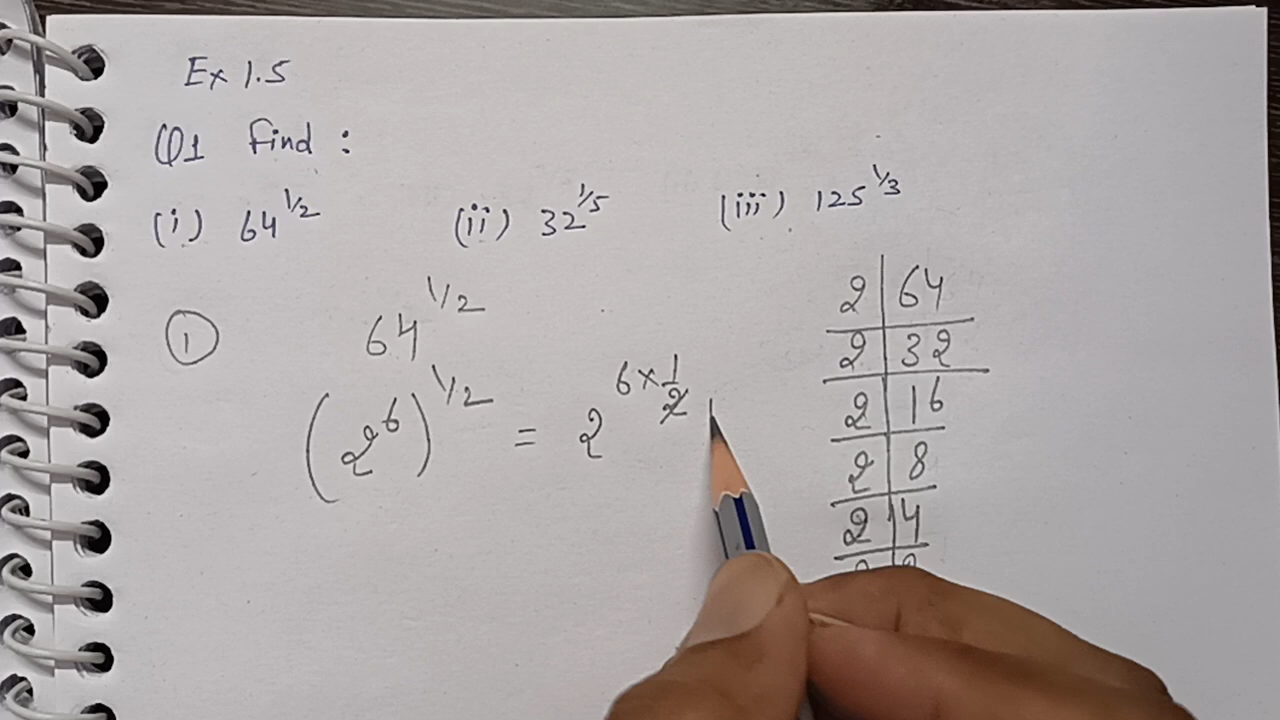 Ex 1.5
Q1 Find :
(i) 64^1/2 (ii) 32^1/5 (iii) 125^1/3
① 64^1/2
(2^6)^1/2 = 2^6×1/2
2 | 64
2 | 32
2 | 16
2 | 8
2 | 4